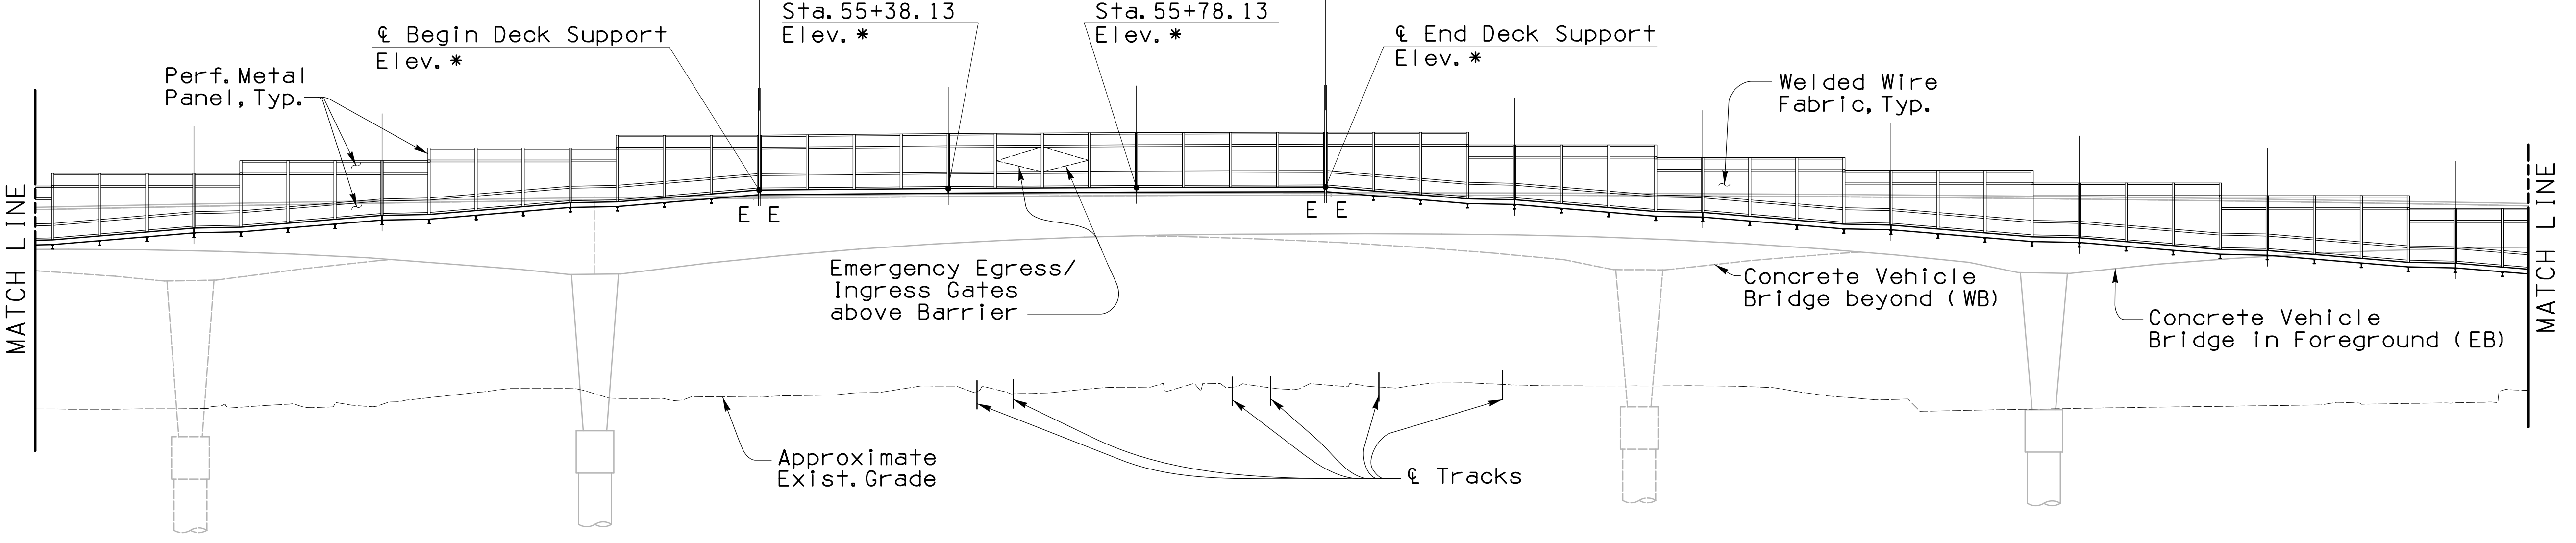 Sta. 55+38.13
Elev. *
Sta. 55+78.13
Elev. *
℄ Begin Deck Support
Elev. *
℄ End Deck Support
Elev. *
Perf. Metal
Panel, Typ.
Welded Wire
Fabric, Typ.
MATCH LINE
MATCH LINE
E E
E E
Emergency Egress/
Ingress Gates
above Barrier
Concrete Vehicle
Bridge beyond (WB)
Concrete Vehicle
Bridge in Foreground (EB)
Approximate
Exist. Grade
℄ Tracks